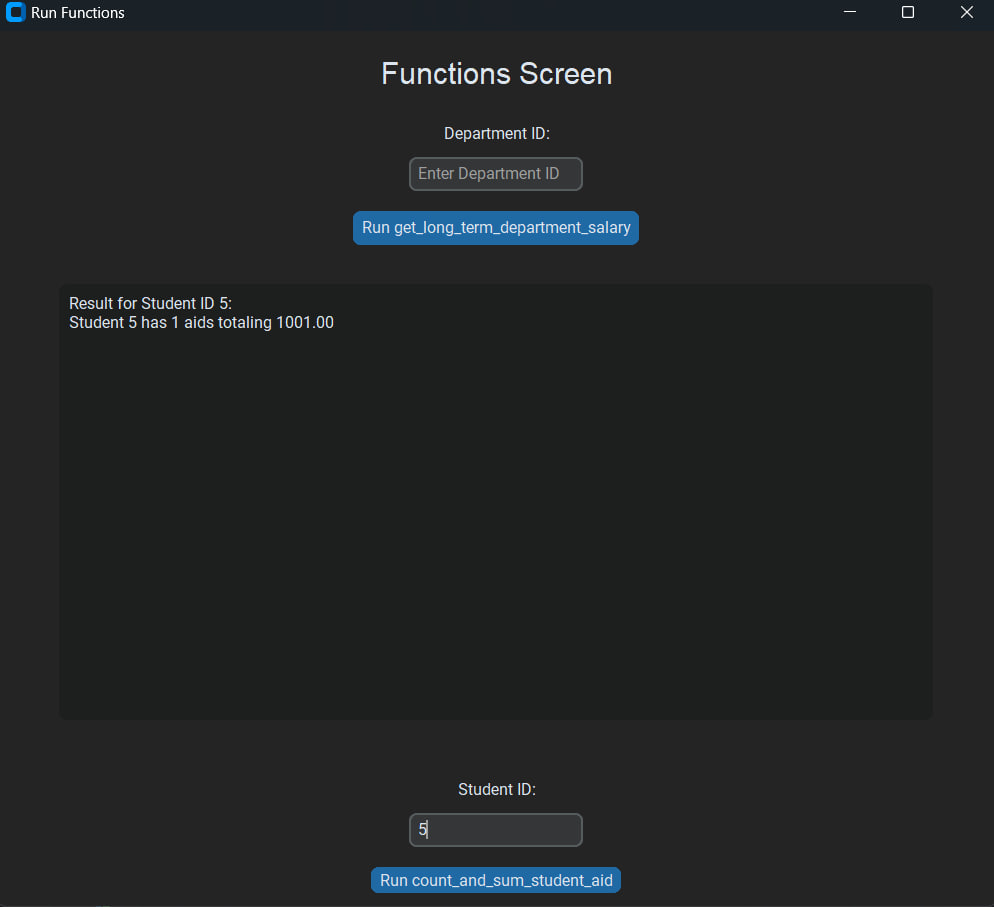 Run Functions
Functions Screen
Department ID:
Enter Department ID
Run get_long_term_department_salary
Result for Student ID 5:
Student 5 has 1 aids totaling 1001.00
Student ID:
5
Run count_and_sum_student_aid